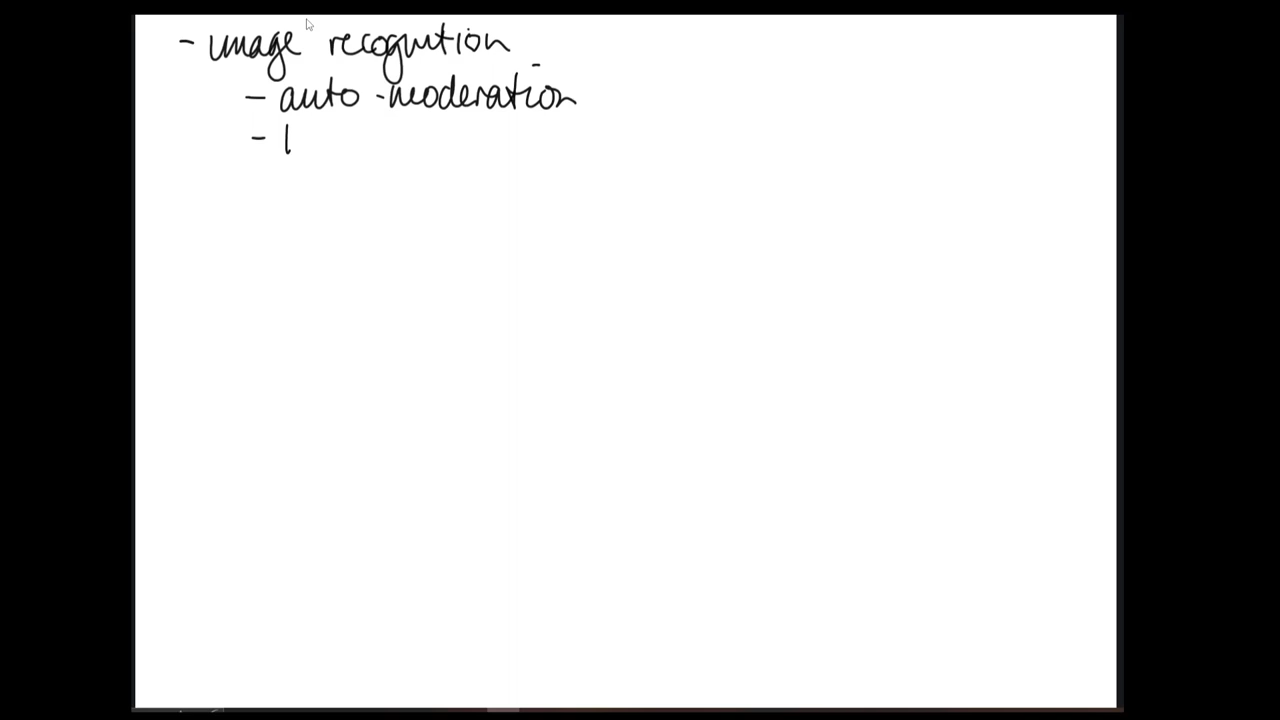 - image recognition
- auto-moderation
-